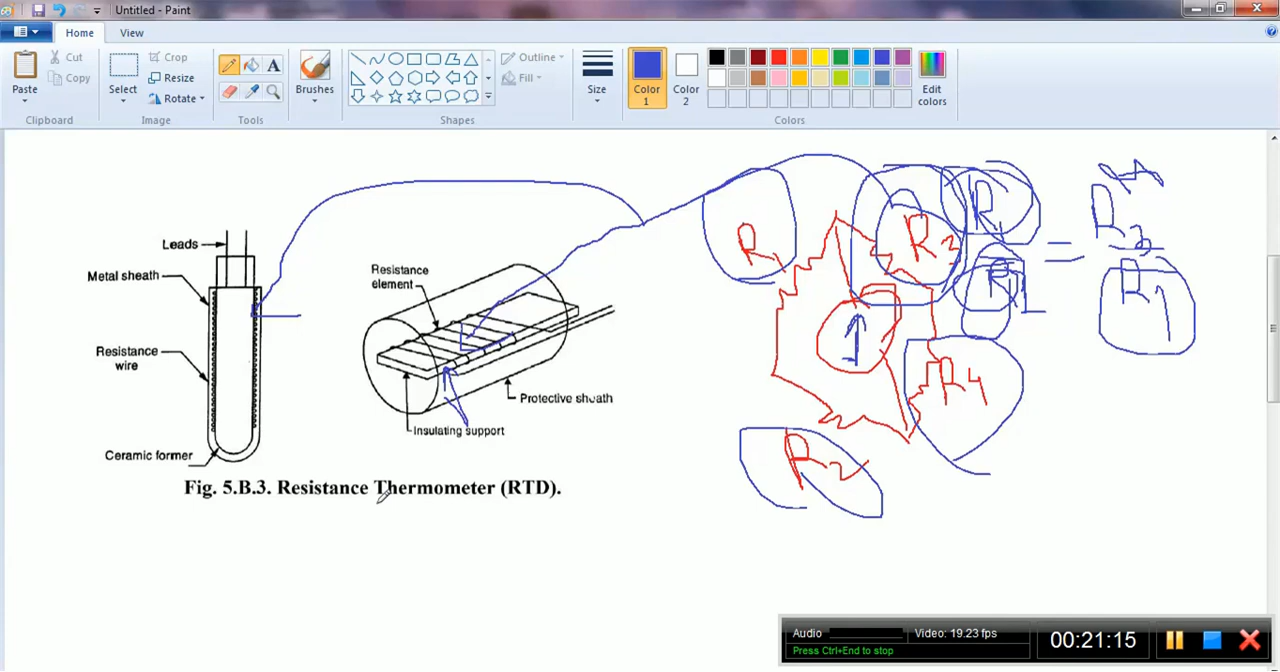 Untitled - Paint
Home
View
Paste
Cut
Copy
Clipboard
Select
Crop
Resize
Rotate
Image
A
Tools
Brushes
Shapes
Outline
Fill
Size
Color 1
Color 2
Edit colors
Colors
Leads
Metal sheath
Resistance wire
Ceramic former
Resistance element
Protective sheath
Insulating support
Fig. 5.B.3. Resistance Thermometer (RTD).
R1
R3
R4
R2
=
R1
Audio
Video: 19.23 fps
Press Ctrl+End to stop
00:21:15